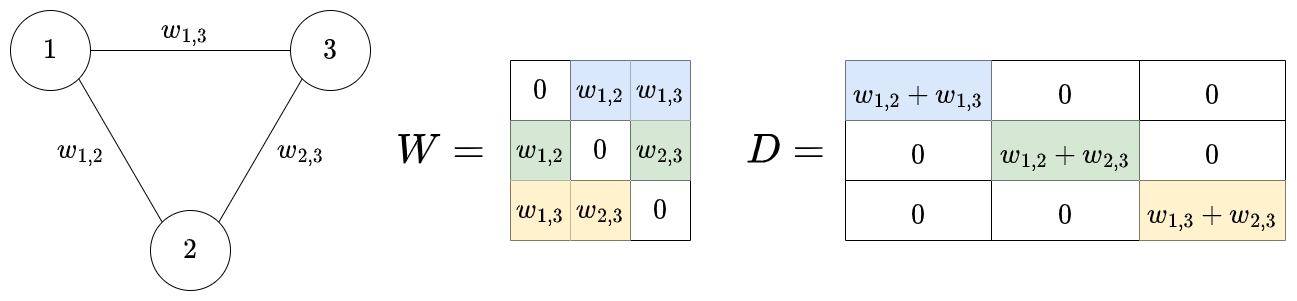 1
w_{1,3}
3
w_{1,2}
w_{2,3}
2
W =
0 w_{1,2} w_{1,3}
w_{1,2} 0 w_{2,3}
w_{1,3} w_{2,3} 0
D =
w_{1,2} + w_{1,3} 0 0
0 w_{1,2} + w_{2,3} 0
0 0 w_{1,3} + w_{2,3}